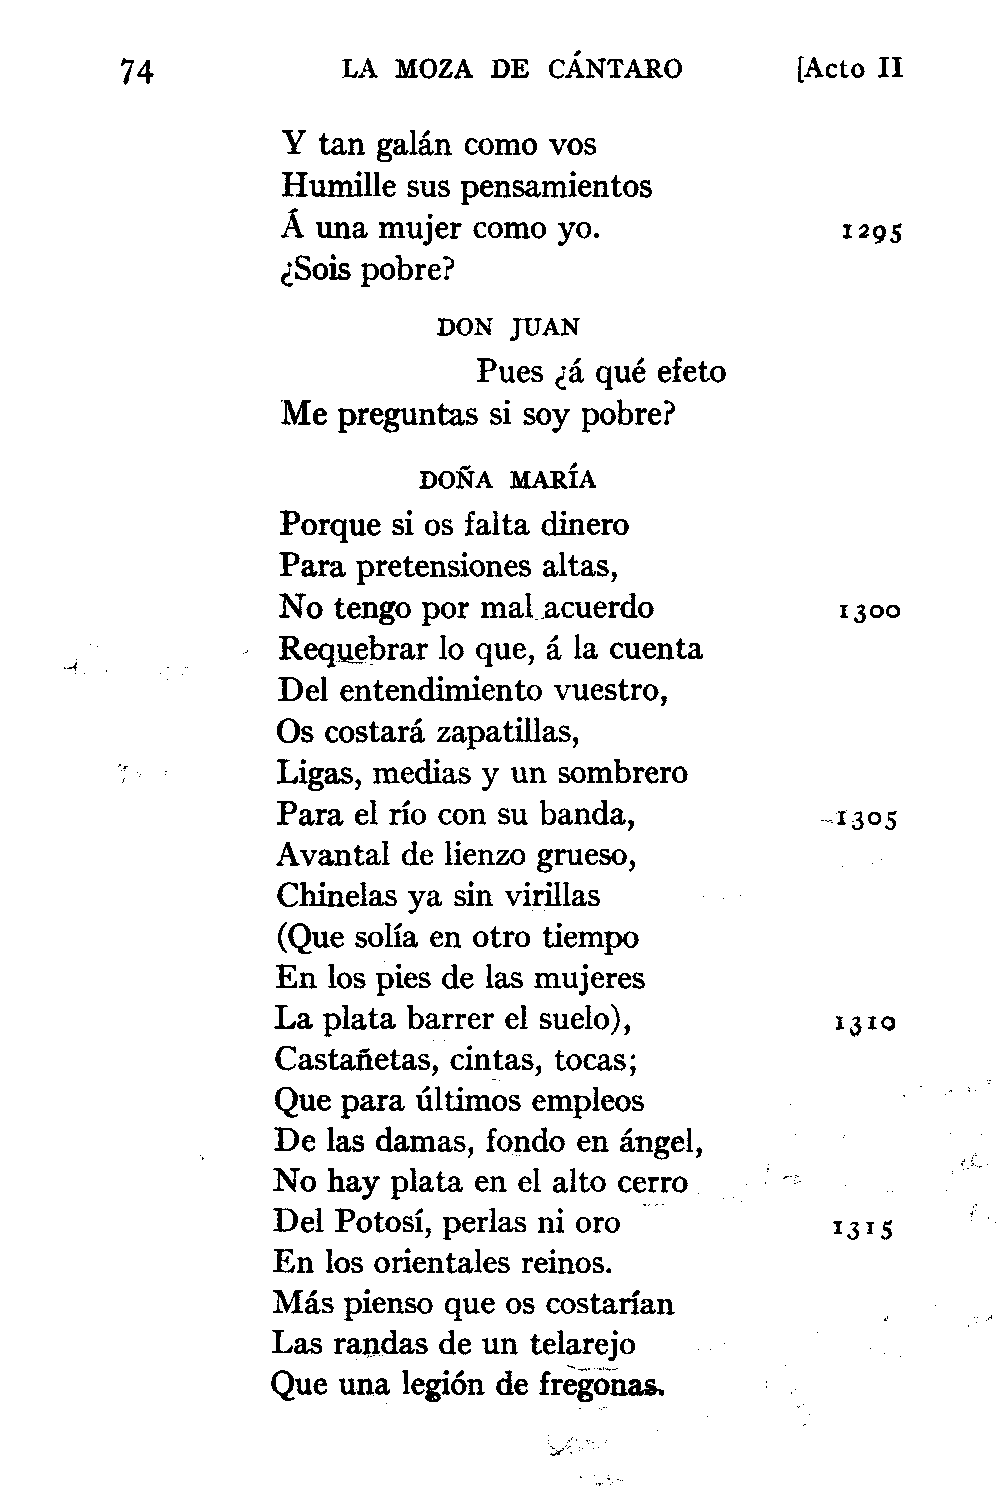 74 LA MOZA DE CÁNTARO [Acto II
Y tan galán como vos
Humille sus pensamientos
Á una mujer como yo. 1295
¿Sois pobre?
DON JUAN
Pues ¿á qué efeto
Me preguntas si soy pobre?
DOÑA MARÍA
Porque si os falta dinero
Para pretensiones altas,
No tengo por mal acuerdo 1300
Requebrar lo que, á la cuenta
Del entendimiento vuestro,
Os costará zapatillas,
Ligas, medias y un sombrero
Para el río con su banda, 1305
Avantal de lienzo grueso,
Chinelas ya sin virillas
(Que solía en otro tiempo
En los pies de las mujeres
La plata barrer el suelo), 1310
Castañetas, cintas, tocas;
Que para últimos empleos
De las damas, fondo en ángel,
No hay plata en el alto cerro
Del Potosí, perlas ni oro 1315
En los orientales reinos.
Más pienso que os costarían
Las randas de un telarejo
Que una legión de fregonas.